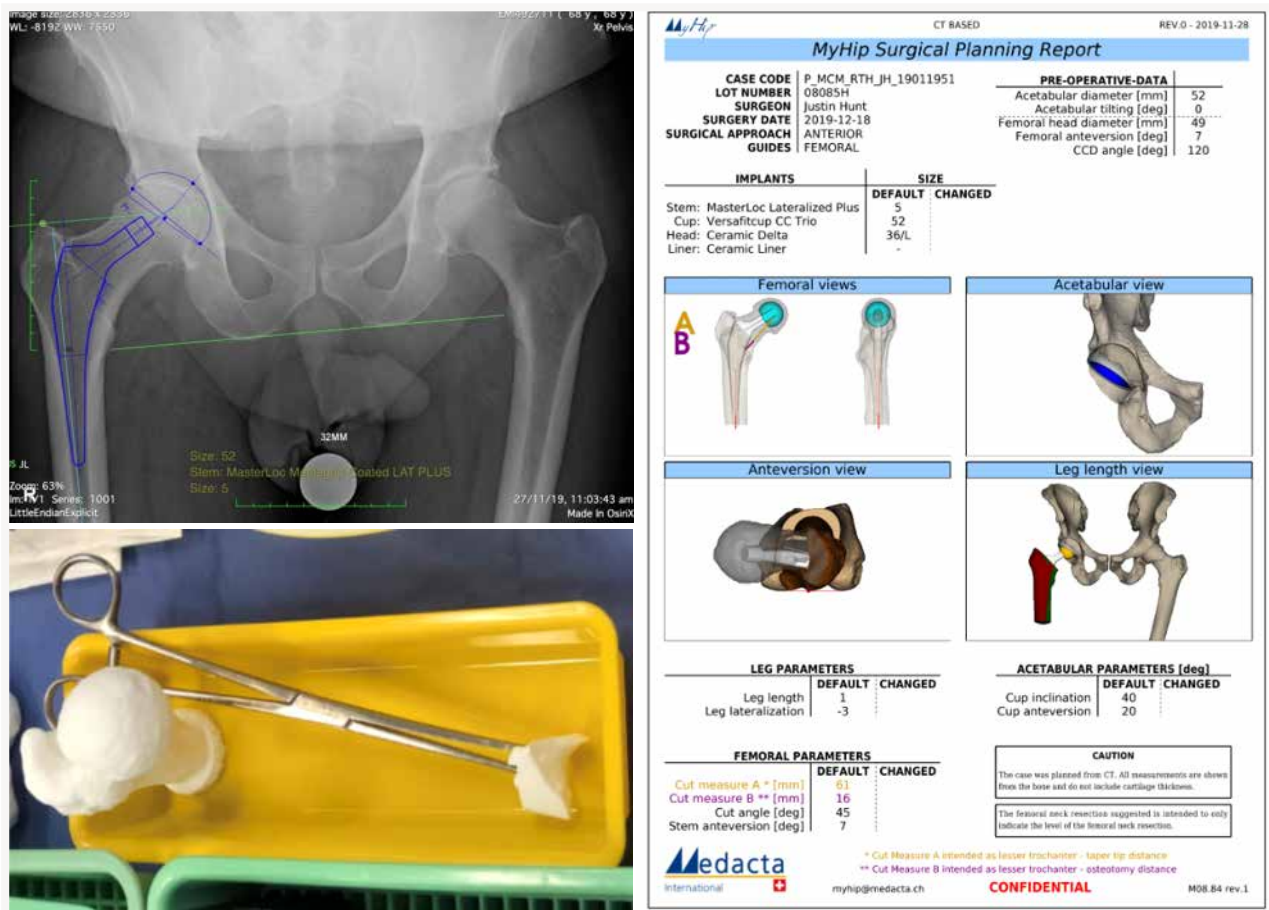 Image size: 2836 x 2336
WL: -8192 WW: 7550
EM492711 ( 68 y , 68 y )
Xr Pelvis
32MM
Size: 52
Stem: MasterLoc Coated LAT PLUS
Size: 5
JL
Zoom: 63%
R
Im: 1/1 Series: 1001
LittleEndianExplicit
27/11/19, 11:03:43 am
Made In OsiriX
MyHip
CT BASED
REV.0 - 2019-11-28
MyHip Surgical Planning Report
CASE CODE P_MCM_RTH_JH_19011951
LOT NUMBER 08085H
SURGEON Justin Hunt
SURGERY DATE 2019-12-18
SURGICAL APPROACH ANTERIOR
GUIDES FEMORAL
PRE-OPERATIVE-DATA
Acetabular diameter [mm] 52
Acetabular tilting [deg] 0
Femoral head diameter [mm] 49
Femoral anteversion [deg] 7
CCD angle [deg] 120
IMPLANTS SIZE
DEFAULT CHANGED
Stem: MasterLoc Lateralized Plus 5
Cup: Versafitcup CC Trio 52
Head: Ceramic Delta 36/L
Liner: Ceramic Liner -
Femoral views
A
B
Acetabular view
Anteversion view
Leg length view
LEG PARAMETERS
DEFAULT CHANGED
Leg length 1
Leg lateralization -3
ACETABULAR PARAMETERS [deg]
DEFAULT CHANGED
Cup inclination 40
Cup anteversion 20
FEMORAL PARAMETERS
DEFAULT CHANGED
Cut measure A * [mm] 61
Cut measure B ** [mm] 16
Cut angle [deg] 45
Stem anteversion [deg] 7
CAUTION
The case was planned from CT. All measurements are shown
from the bone and do not include cartilage thickness.
The femoral neck resection suggested is intended to only
indicate the level of the femoral neck resection.
* Cut Measure A intended as lesser trochanter - taper tip distance
** Cut Measure B intended as lesser trochanter - osteotomy distance
Medacta
International
myhip@medacta.ch
CONFIDENTIAL
M08.84 rev.1